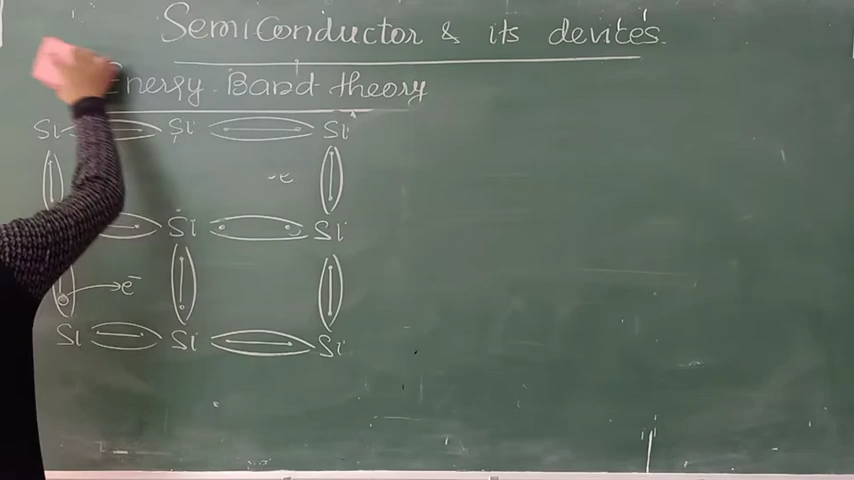 Semiconductor & its devices.
Energy Band theory
Si Si Si
-e
Si Si
e⁻
Si Si Si